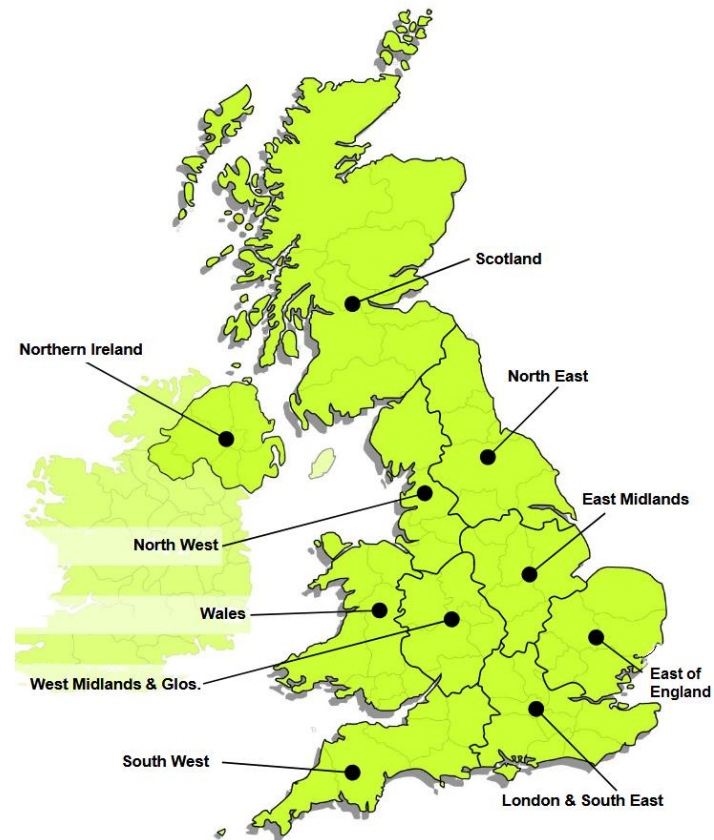 Scotland
Northern Ireland
North East
East Midlands
North West
Wales
East of
England
West Midlands & Glos.
South West
London & South East